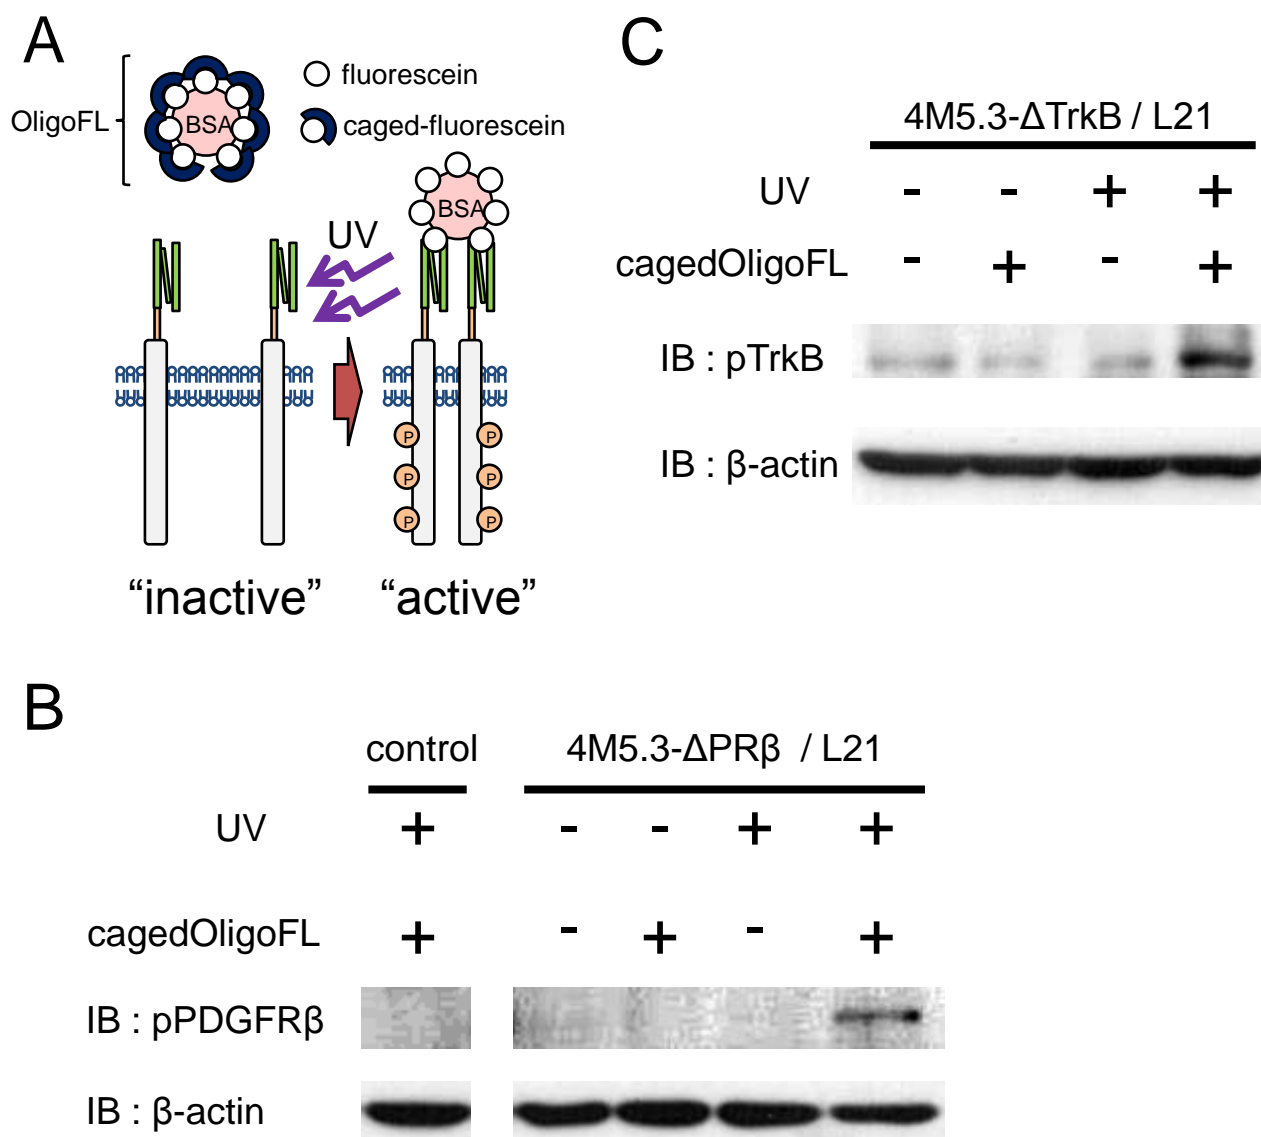 A
OligoFL
BSA
fluorescein
caged-fluorescein
BSA
UV
P P
P P
P P
“inactive” “active”
C
4M5.3-ΔTrkB / L21
UV - - + +
cagedOligoFL - + - +
IB : pTrkB
IB : β-actin
B
control 4M5.3-ΔPRβ / L21
UV + - - + +
cagedOligoFL + - + - +
IB : pPDGFRβ
IB : β-actin